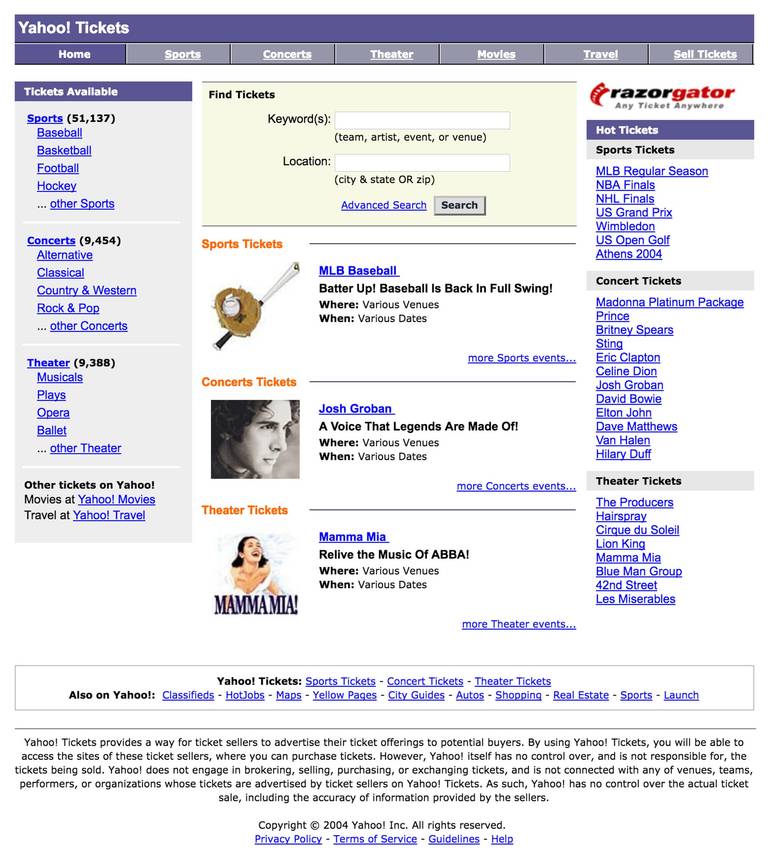 Yahoo! Tickets
Home Sports Concerts Theater Movies Travel Sell Tickets
Tickets Available
Sports (51,137)
Baseball
Basketball
Football
Hockey
... other Sports
Concerts (9,454)
Alternative
Classical
Country & Western
Rock & Pop
... other Concerts
Theater (9,388)
Musicals
Plays
Opera
Ballet
... other Theater
Other tickets on Yahoo!
Movies at Yahoo! Movies
Travel at Yahoo! Travel
Find Tickets
Keyword(s):
(team, artist, event, or venue)
Location:
(city & state OR zip)
Advanced Search Search
Sports Tickets
MLB Baseball
Batter Up! Baseball Is Back In Full Swing!
Where: Various Venues
When: Various Dates
more Sports events...
Concerts Tickets
Josh Groban
A Voice That Legends Are Made Of!
Where: Various Venues
When: Various Dates
more Concerts events...
Theater Tickets
MAMMA MIA!
Mamma Mia
Relive the Music Of ABBA!
Where: Various Venues
When: Various Dates
more Theater events...
razorgator
Any Ticket Anywhere
Hot Tickets
Sports Tickets
MLB Regular Season
NBA Finals
NHL Finals
US Grand Prix
Wimbledon
US Open Golf
Athens 2004
Concert Tickets
Madonna Platinum Package
Prince
Britney Spears
Sting
Eric Clapton
Celine Dion
Josh Groban
David Bowie
Elton John
Dave Matthews
Van Halen
Hilary Duff
Theater Tickets
The Producers
Hairspray
Cirque du Soleil
Lion King
Mamma Mia
Blue Man Group
42nd Street
Les Miserables
Yahoo! Tickets: Sports Tickets - Concert Tickets - Theater Tickets
Also on Yahoo!: Classifieds - HotJobs - Maps - Yellow Pages - City Guides - Autos - Shopping - Real Estate - Sports - Launch
Yahoo! Tickets provides a way for ticket sellers to advertise their ticket offerings to potential buyers. By using Yahoo! Tickets, you will be able to
access the sites of these ticket sellers, where you can purchase tickets. However, Yahoo! itself has no control over, and is not responsible for, the
tickets being sold. Yahoo! does not engage in brokering, selling, purchasing, or exchanging tickets, and is not connected with any of venues, teams,
performers, or organizations whose tickets are advertised by ticket sellers on Yahoo! Tickets. As such, Yahoo! has no control over the actual ticket
sale, including the accuracy of information provided by the sellers.
Copyright © 2004 Yahoo! Inc. All rights reserved.
Privacy Policy - Terms of Service - Guidelines - Help